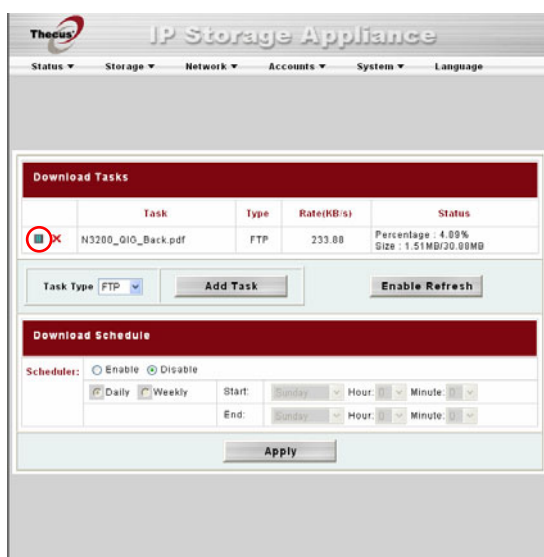 Thecus
IP Storage Appliance
Status Storage Network Accounts System Language
Download Tasks
Task Type Rate(KB/s) Status
N3200_QIG_Back.pdf FTP 233.88 Percentage : 4.89%
Size : 1.51MB/30.88MB
Task Type FTP Add Task Enable Refresh
Download Schedule
Scheduler: Enable Disable
Daily Weekly Start: Sunday Hour: 0 Minute: 0
End: Sunday Hour: 0 Minute: 0
Apply